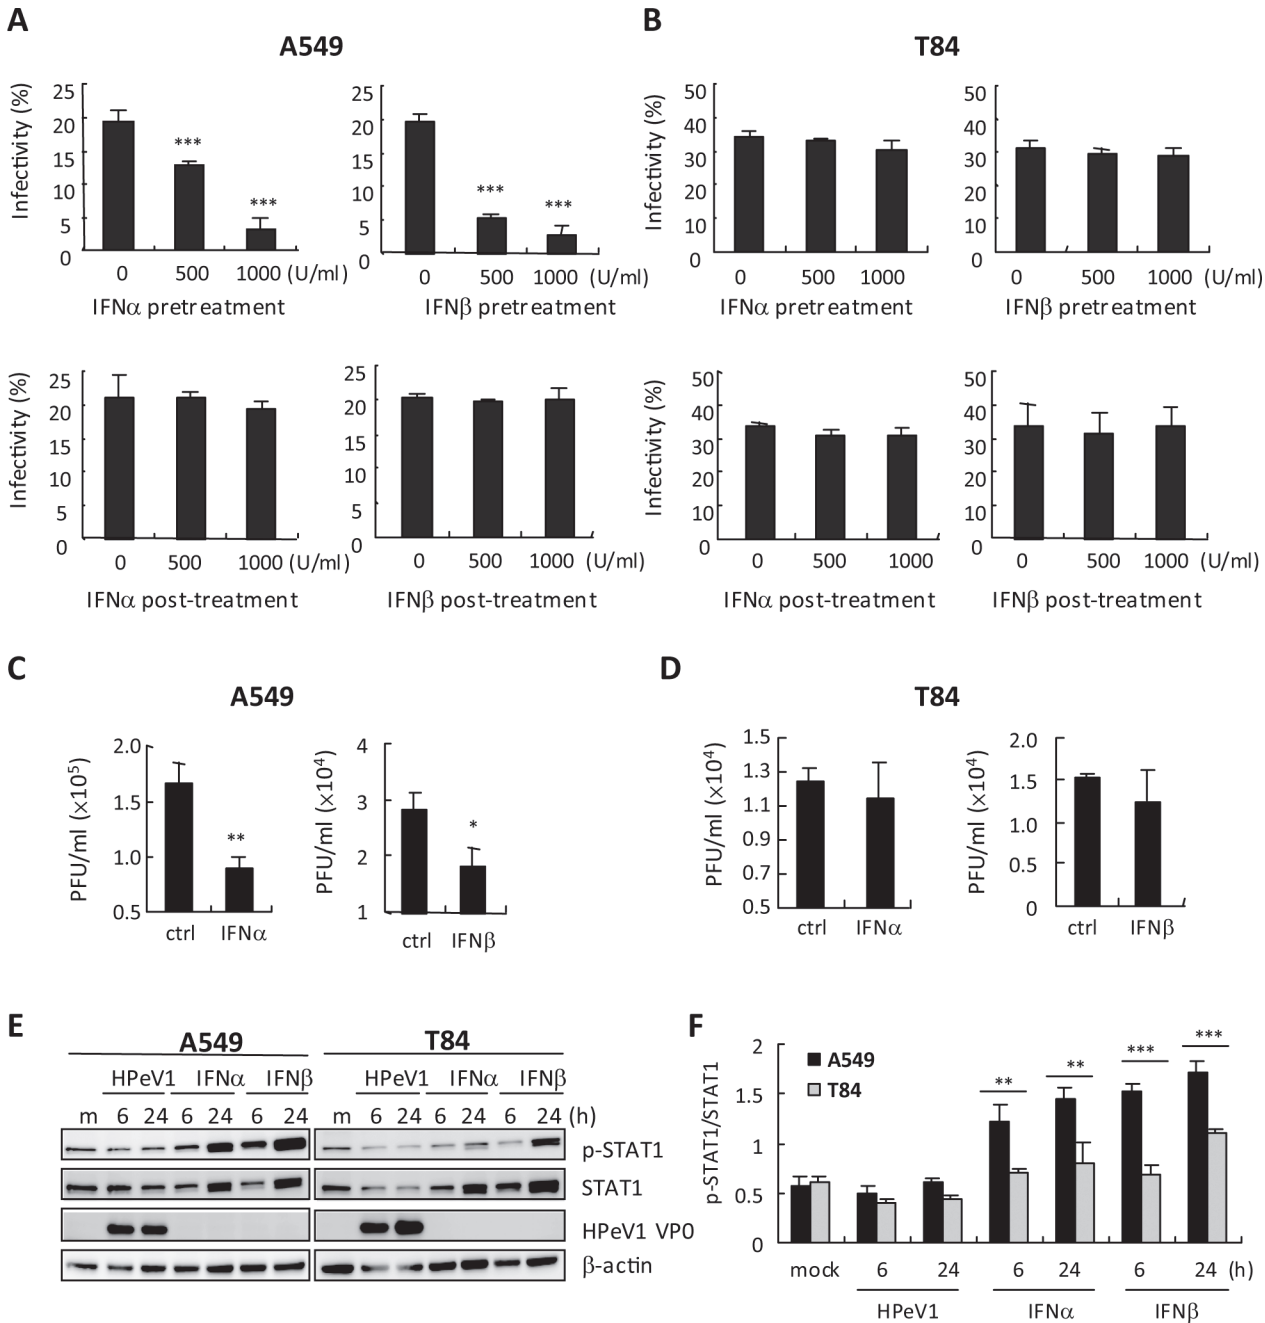 A
A549
B
T84
Infectivity (%)
25
20
15
10
5
0
***
***
0 500 1000 (U/ml)
IFNα pretreatment
25
20
15
10
5
0
***
***
0 500 1000 (U/ml)
IFNβ pretreatment
Infectivity (%)
50
40
30
20
10
0
0 500 1000
IFNα pretreatment
50
40
30
20
10
0
0 500 1000 (U/ml)
IFNβ pretreatment
Infectivity (%)
25
20
15
10
5
0
0 500 1000 (U/ml)
IFNα post-treatment
25
20
15
10
5
0
0 500 1000 (U/ml)
IFNβ post-treatment
Infectivity (%)
50
40
30
20
10
0
0 500 1000
IFNα post-treatment
50
40
30
20
10
0
0 500 1000 (U/ml)
IFNβ post-treatment
C
A549
D
T84
PFU/ml (×10⁵)
2.0
1.5
1.0
0.5
**
ctrl IFNα
PFU/ml (×10⁴)
4
3
2
1
*
ctrl IFNβ
PFU/ml (×10⁴)
1.5
1.3
1.1
0.9
0.7
0.5
ctrl IFNα
PFU/ml (×10⁴)
2.0
1.5
1.0
0.5
0
ctrl IFNβ
E
A549 T84
HPeV1 IFNα IFNβ HPeV1 IFNα IFNβ
m 6 24 6 24 6 24 m 6 24 6 24 6 24 (h)
p-STAT1
STAT1
HPeV1 VP0
β-actin
F
p-STAT1/STAT1
2
1.5
1
0.5
0
A549
T84
**
**
***
***
mock 6 24 6 24 6 24 (h)
HPeV1 IFNα IFNβ